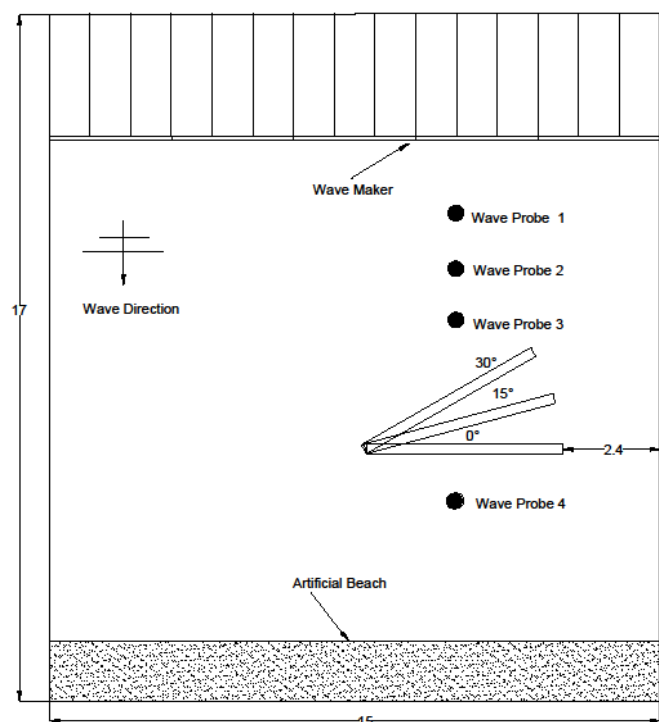 Wave Maker
Wave Probe 1
Wave Probe 2
Wave Direction
17
Wave Probe 3
30°
15°
0°
2.4
Wave Probe 4
Artificial Beach
15